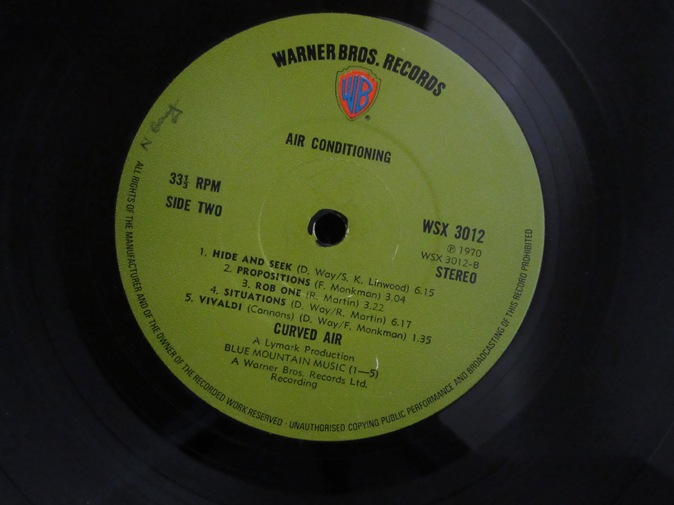 WARNER BROS. RECORDS
WB
®
AIR CONDITIONING
33⅓ RPM
SIDE TWO
WSX 3012
Ⓟ 1970
WSX 3012-B
STEREO
1. HIDE AND SEEK (D. Way/S. K. Linwood) 6.15
2. PROPOSITIONS (F. Monkman) 3.04
3. ROB ONE (R. Martin) 3.22
4. SITUATIONS (D. Way/R. Martin) 6.17
5. VIVALDI (Cannons) (D. Way/F. Monkman) 1.35
CURVED AIR
A Lymark Production
BLUE MOUNTAIN MUSIC (1—5)
A Warner Bros. Records Ltd.
Recording
ALL RIGHTS OF THE MANUFACTURER AND OF THE OWNER OF THE RECORDED WORK RESERVED · UNAUTHORISED COPYING PUBLIC PERFORMANCE AND BROADCASTING OF THIS RECORD PROHIBITED